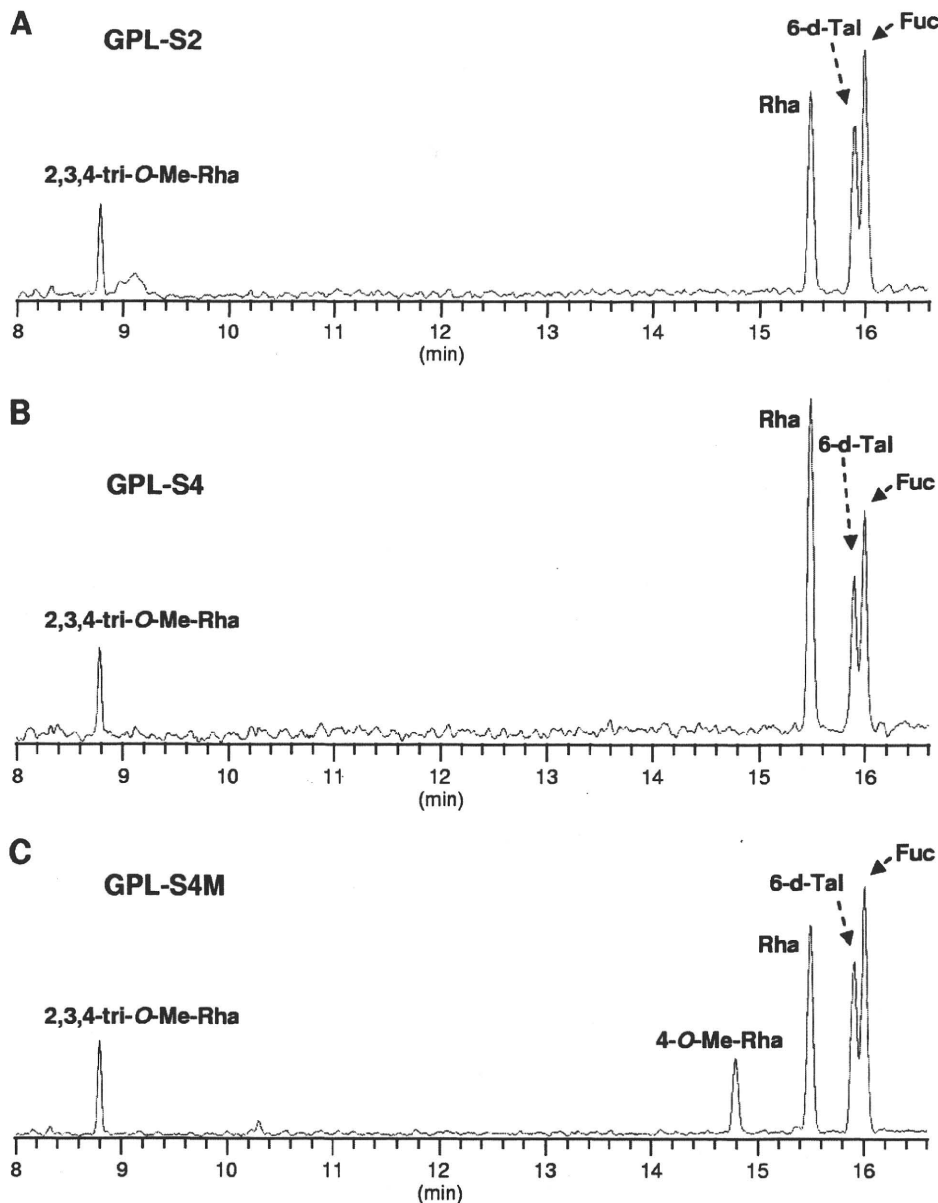 A
GPL-S2
6-d-Tal
Fuc
Rha
2,3,4-tri-O-Me-Rha
8 9 10 11 12 13 14 15 16
(min)
B
GPL-S4
Rha
6-d-Tal
Fuc
2,3,4-tri-O-Me-Rha
8 9 10 11 12 13 14 15 16
(min)
C
GPL-S4M
Fuc
6-d-Tal
Rha
2,3,4-tri-O-Me-Rha
4-O-Me-Rha
8 9 10 11 12 13 14 15 16
(min)